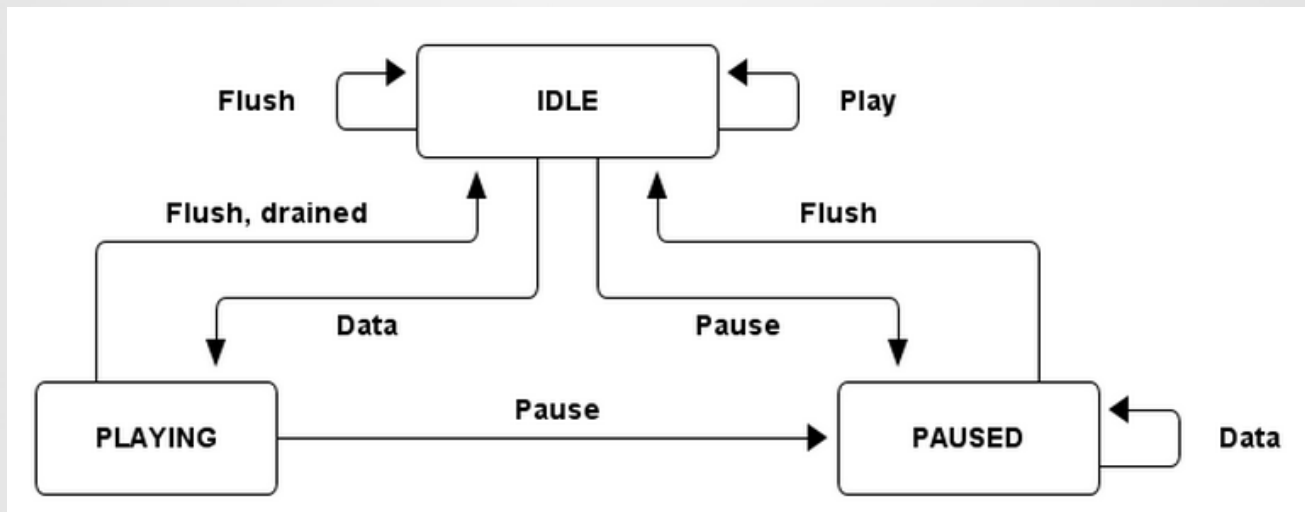 Flush
IDLE
Play
Flush, drained
Flush
Data
Pause
Pause
PLAYING
PAUSED
Data